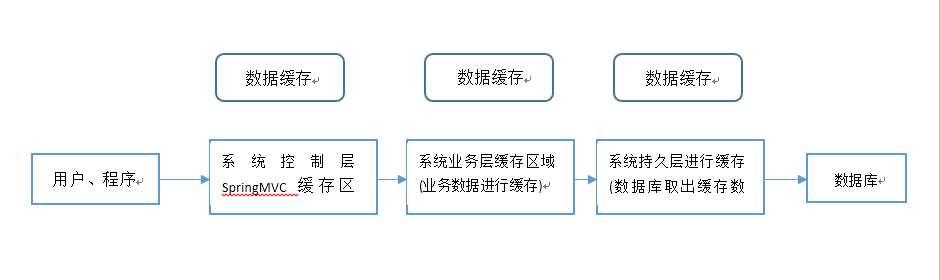 数据缓存
数据缓存
数据缓存
用户、程序
系统控制层
SpringMVC 缓存区
系统业务层缓存区域
(业务数据进行缓存)
系统持久层进行缓存
(数据库取出缓存数
数据库